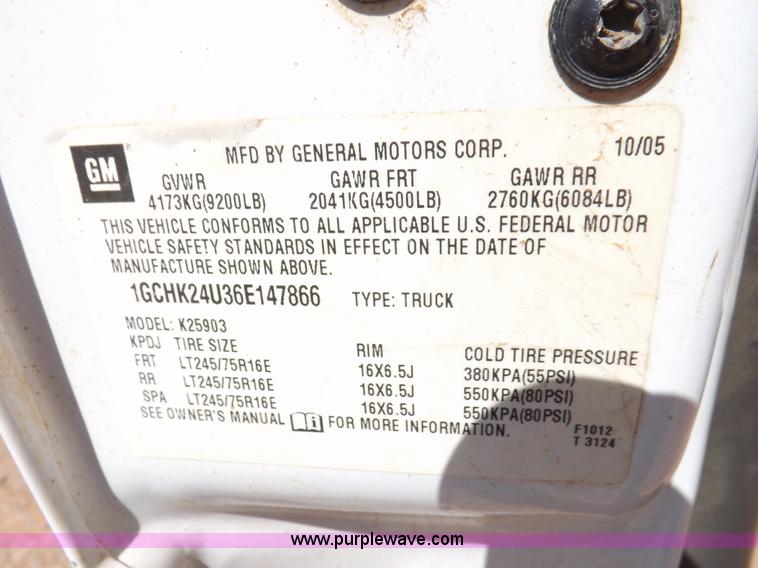 GM
MFD BY GENERAL MOTORS CORP. 10/05
GVWR GAWR FRT GAWR RR
4173KG(9200LB) 2041KG(4500LB) 2760KG(6084LB)
THIS VEHICLE CONFORMS TO ALL APPLICABLE U.S. FEDERAL MOTOR
VEHICLE SAFETY STANDARDS IN EFFECT ON THE DATE OF
MANUFACTURE SHOWN ABOVE.
1GCHK24U36E147866 TYPE: TRUCK
MODEL: K25903
KPDJ TIRE SIZE RIM COLD TIRE PRESSURE
FRT LT245/75R16E 16X6.5J 380KPA(55PSI)
RR LT245/75R16E 16X6.5J 550KPA(80PSI)
SPA LT245/75R16E 16X6.5J 550KPA(80PSI)
SEE OWNER'S MANUAL FOR MORE INFORMATION.
F1012
T 3124
www.purplewave.com